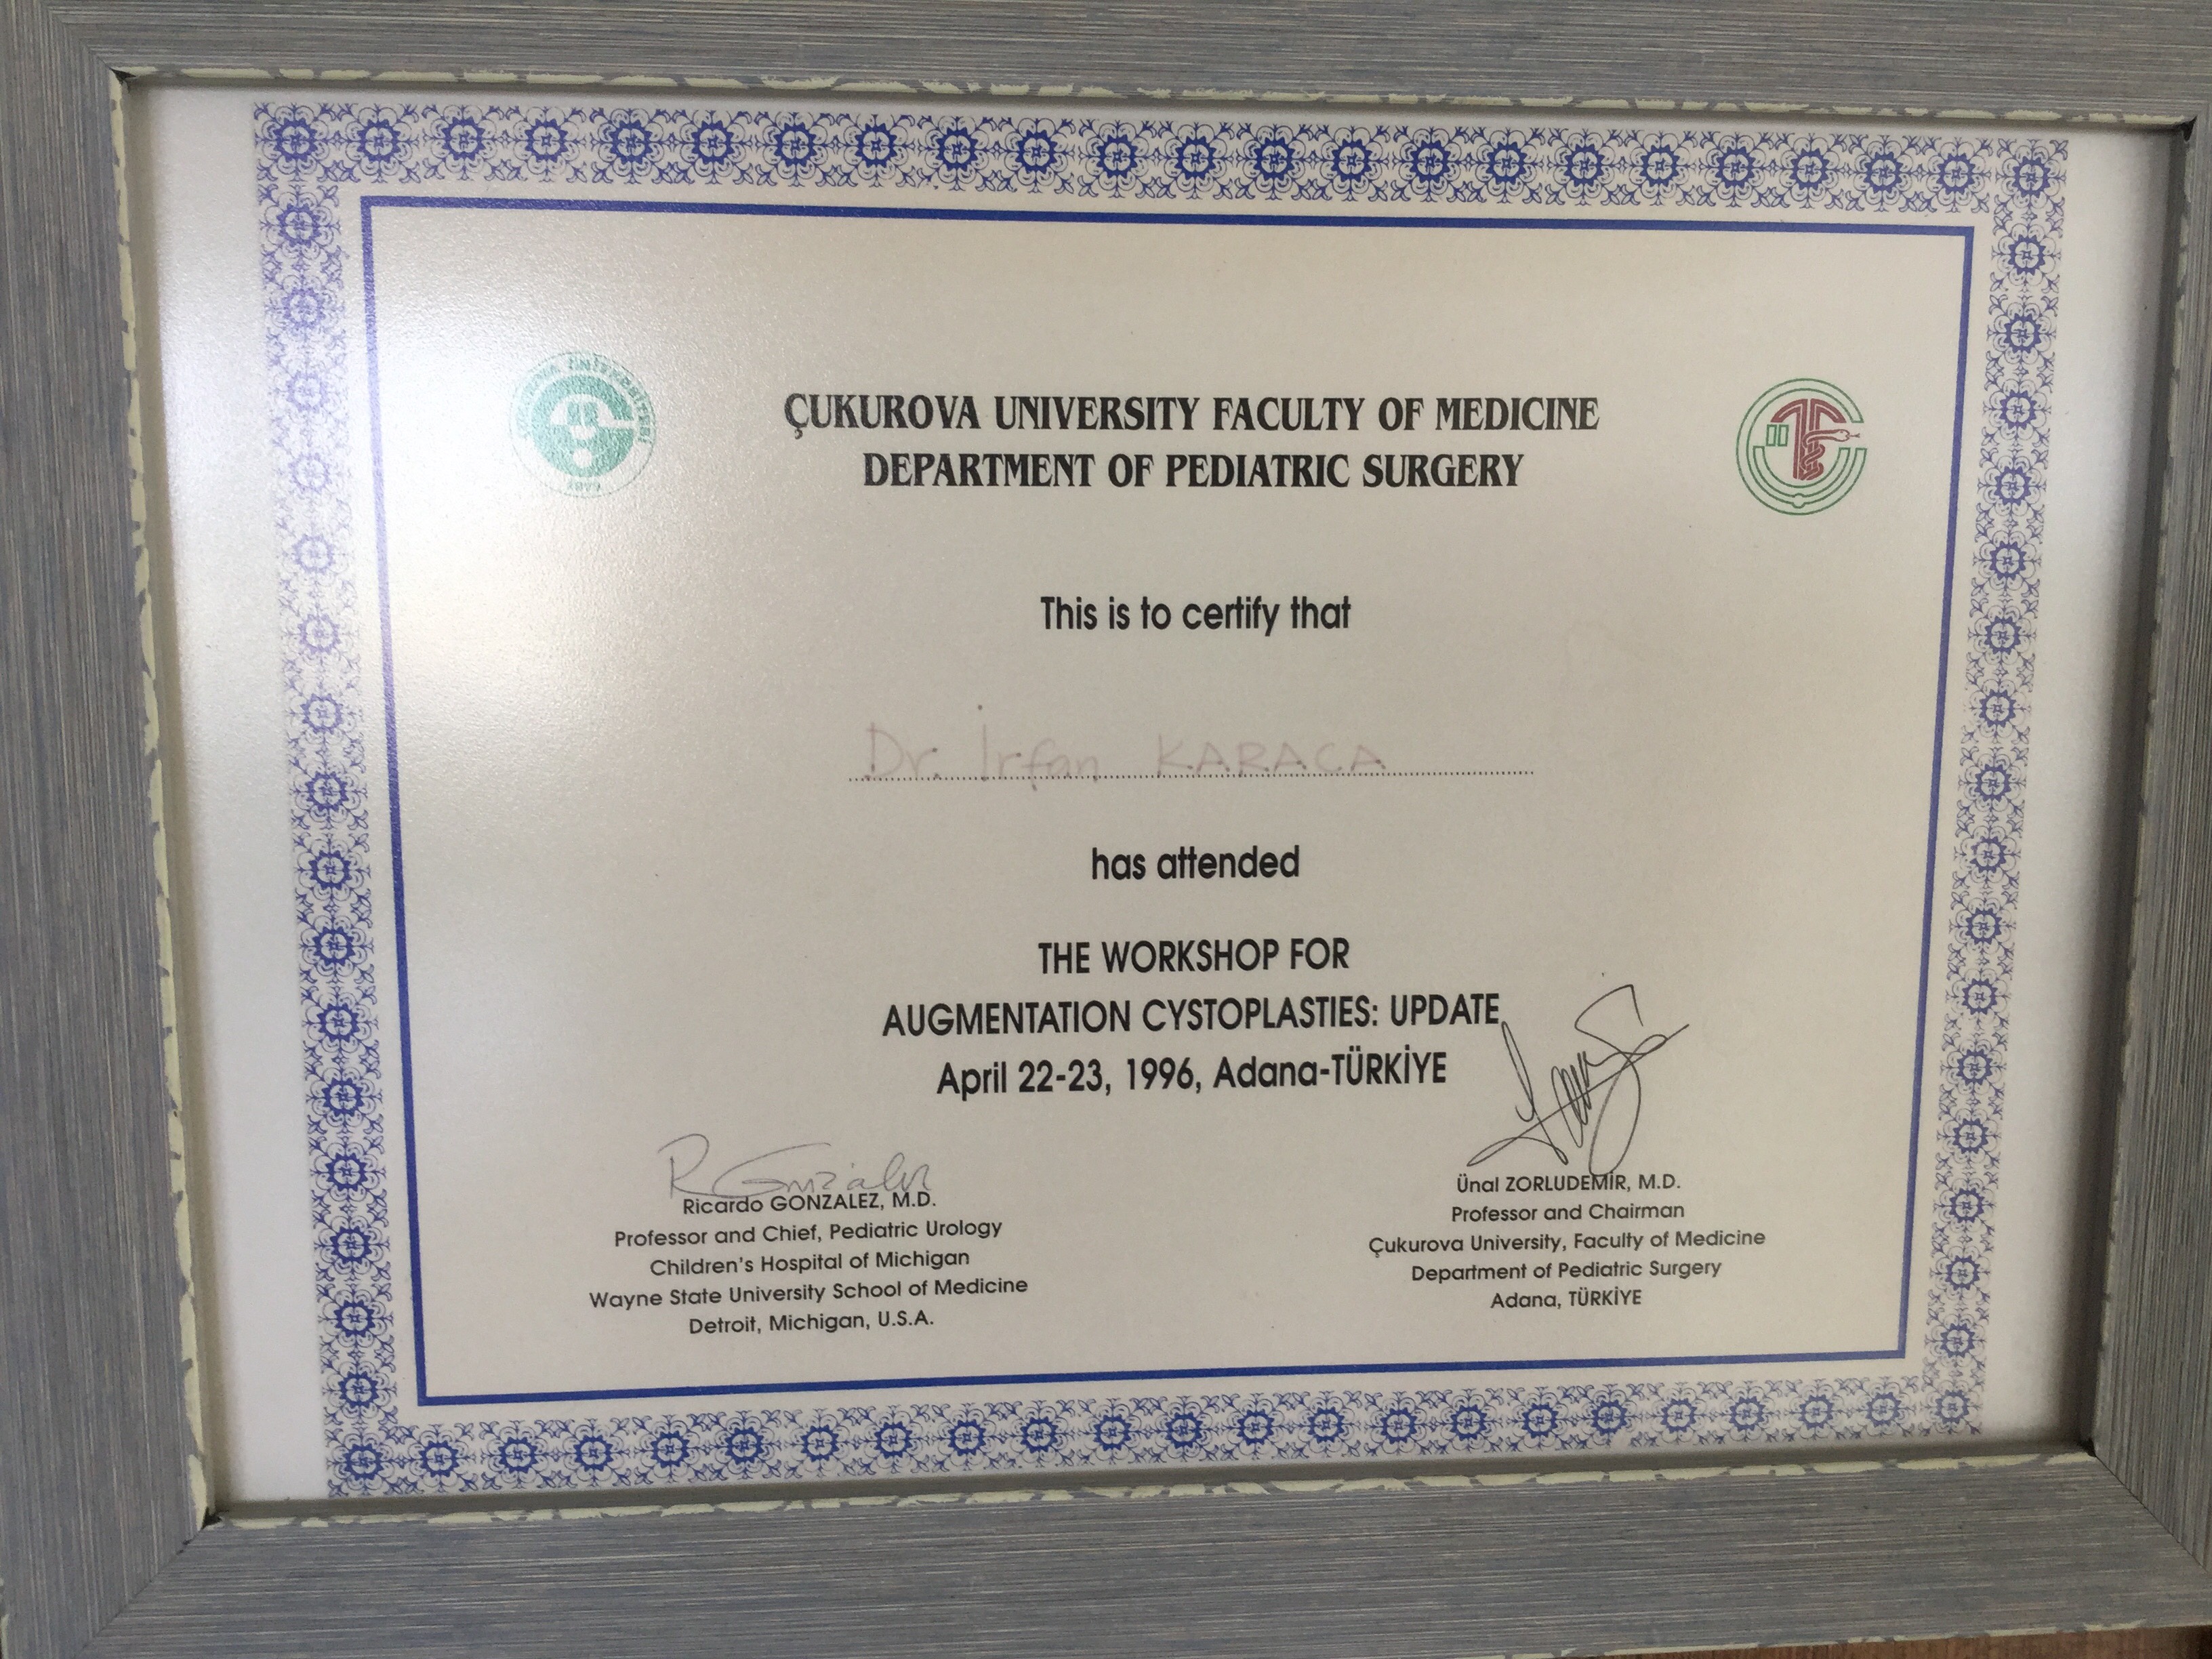 ÇUKUROVA UNIVERSITY FACULTY OF MEDICINE
DEPARTMENT OF PEDIATRIC SURGERY
This is to certify that
Dr. İrfan KARACA
has attended
THE WORKSHOP FOR
AUGMENTATION CYSTOPLASTIES: UPDATE
April 22-23, 1996, Adana-TÜRKİYE
R Gonzalez
Ricardo GONZALEZ, M.D.
Professor and Chief, Pediatric Urology
Children's Hospital of Michigan
Wayne State University School of Medicine
Detroit, Michigan, U.S.A.
Ünal ZORLUDEMİR, M.D.
Professor and Chairman
Çukurova University, Faculty of Medicine
Department of Pediatric Surgery
Adana, TÜRKİYE